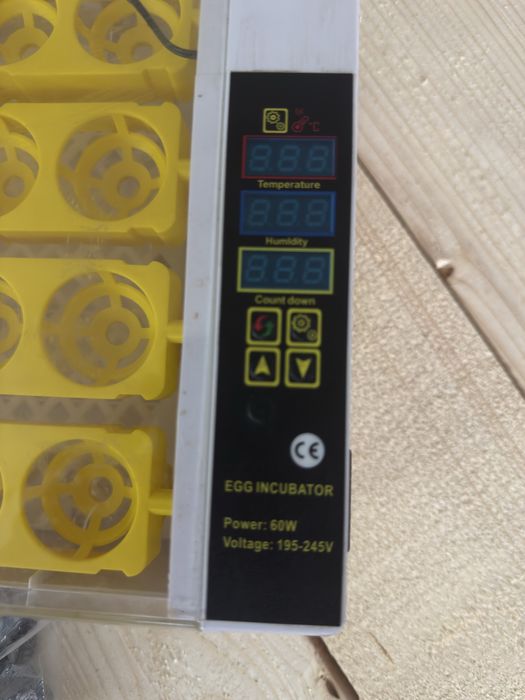 ℃
Temperature
Humidity
Count down
CE
EGG INCUBATOR
Power: 60W
Voltage: 195-245V